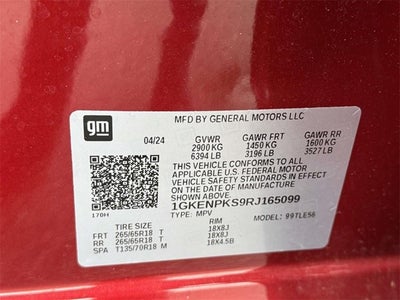 MFD BY GENERAL MOTORS LLC
gm
04/24 GVWR GAWR FRT GAWR RR
2900 KG 1450 KG 1600 KG
6394 LB 3196 LB 3527 LB
THIS VEHICLE CONFORMS TO ALL APPLICABLE
U.S. FEDERAL MOTOR VEHICLE SAFETY STANDARDS IN EFFECT
ON THE DATE OF MANUFACTURE SHOWN ABOVE.
170H
1GKENPKS9RJ165099
TYPE: MPV MODEL: 99TLE56
TIRE SIZE RIM
FRT 265/65R18 T 18X8J
RR 265/65R18 T 18X8J
SPA T135/70R18 M 18X4.5B